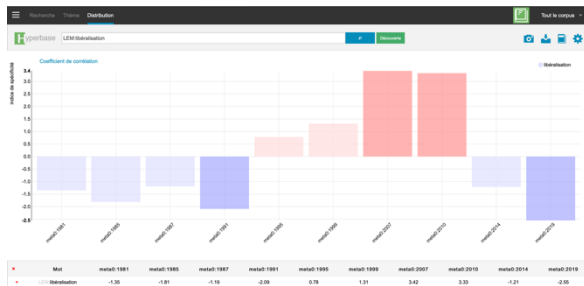 Recherche Thème Distribution Tout le corpus
Hyperbase LEM:libéralisation Découverte
Coefficient de corrélation
libéralisation
indice de spécificité
3.4
3.0
2.5
2.0
1.5
1.0
0.5
0.0
-0.5
-1.0
-1.5
-2.0
-2.5
meta0:1981 meta0:1985 meta0:1987 meta0:1991 meta0:1995 meta0:1999 meta0:2007 meta0:2010 meta0:2014 meta0:2019
Mot meta0:1981 meta0:1985 meta0:1987 meta0:1991 meta0:1995 meta0:1999 meta0:2007 meta0:2010 meta0:2014 meta0:2019
LEM:libéralisation -1.35 -1.81 -1.19 -2.09 0.78 1.31 3.42 3.33 -1.21 -2.55